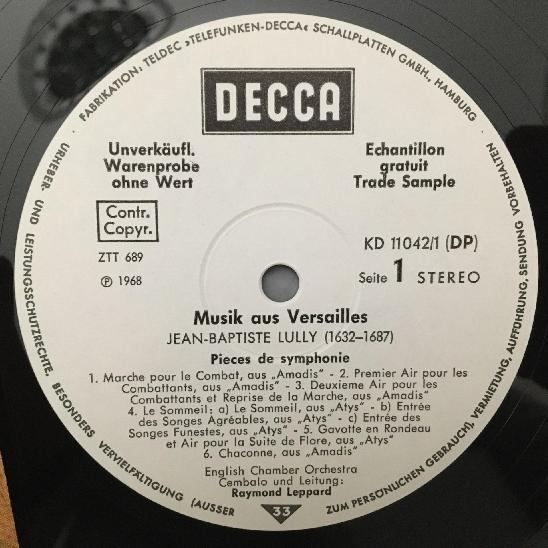 · FABRIKATION: TELDEC »TELEFUNKEN-DECCA« SCHALLPLATTEN GMBH., HAMBURG ·
URHEBER- UND LEISTUNGSSCHUTZRECHTE. BESONDERS VERVIELFÄLTIGUNG (AUSSER ZUM PERSÖNLICHEN GEBRAUCH), VERMIETUNG, AUFFÜHRUNG, SENDUNG VORBEHALTEN
DECCA
Unverkäufl.
Warenprobe
ohne Wert
Echantillon
gratuit
Trade Sample
Contr.
Copyr.
ZTT 689
Ⓟ 1968
KD 11042/1 (DP)
Seite 1 STEREO
Musik aus Versailles
JEAN-BAPTISTE LULLY (1632-1687)
Pieces de symphonie
1. Marche pour le Combat, aus „Amadis" - 2. Premier Air pour les
Combattants, aus „Amadis" - 3. Deuxieme Air pour les
Combattants et Reprise de la Marche, aus „Amadis"
4. Le Sommeil: a) Le Sommeil, aus „Atys" - b) Entrée
des Songes Agréables, aus „Atys" - c) Entrée des
Songes Funestes, aus „Atys" - 5. Gavotte en Rondeau
et Air pour la Suite de Flore, aus „Atys"
6. Chaconne, aus „Amadis"
English Chamber Orchestra
Cembalo und Leitung:
Raymond Leppard
33